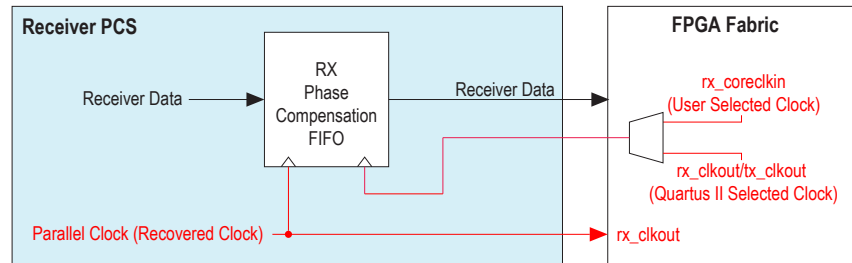 Receiver PCS
FPGA Fabric
RX
Phase
Compensation
FIFO
Receiver Data
Receiver Data
rx_coreclkin
(User Selected Clock)
rx_clkout/tx_clkout
(Quartus II Selected Clock)
Parallel Clock (Recovered Clock)
rx_clkout